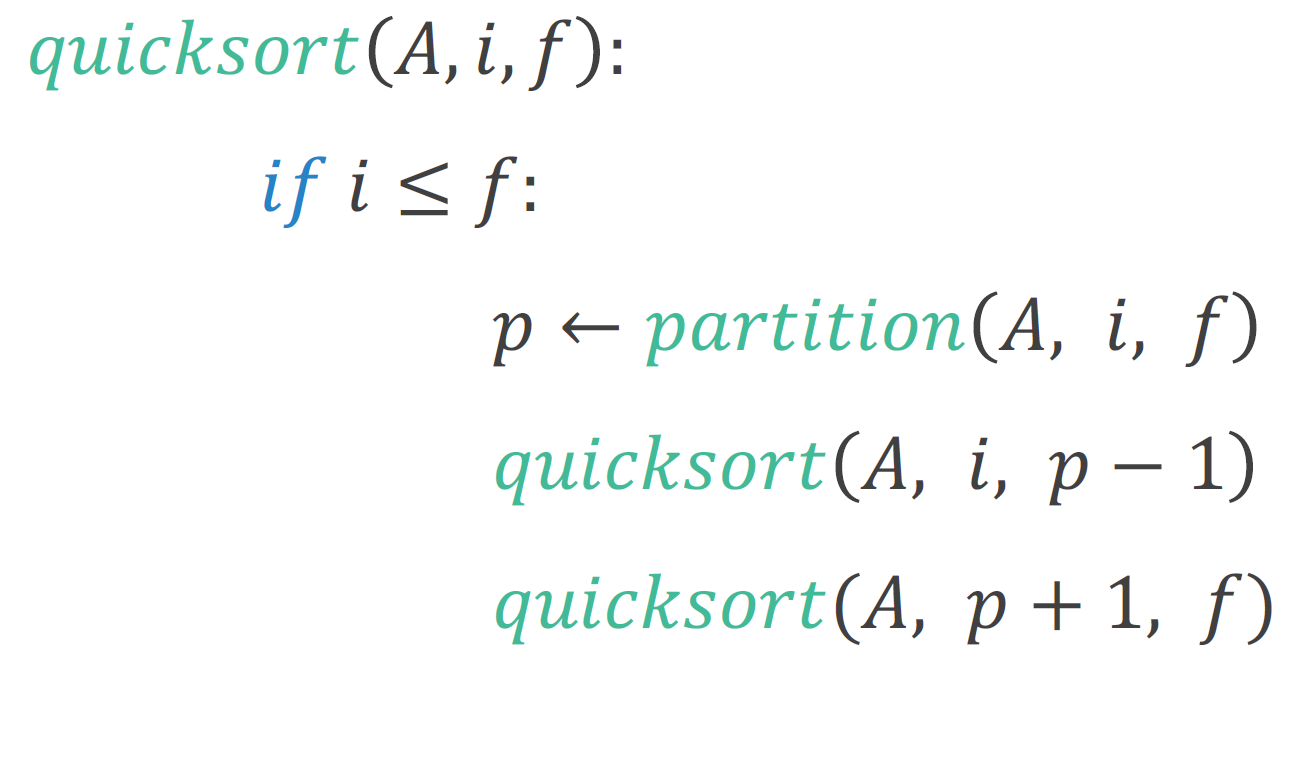 quicksort(A, i, f):
if i ≤ f:
p ← partition(A, i, f)
quicksort(A, i, p − 1)
quicksort(A, p + 1, f)